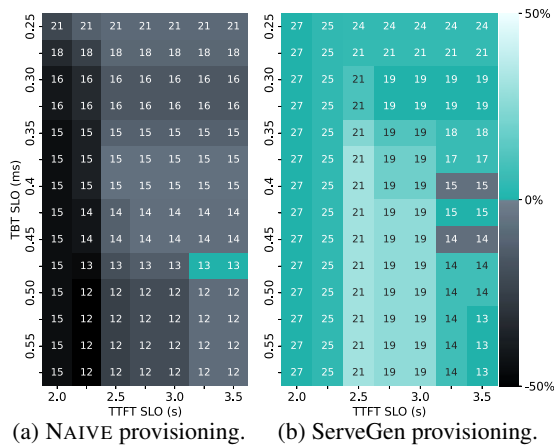 0.25 21 21 21 21 21 21 21 27 25 24 24 24 24 24 50%
18 18 18 18 18 18 18 27 25 21 21 21 21 21
0.30 16 16 16 16 16 16 16 27 25 21 19 19 19 19
16 16 16 16 16 16 16 27 25 21 19 19 19 19
0.35 15 15 15 15 15 15 15 27 25 21 19 19 18 18
15 15 15 15 15 15 15 27 25 21 19 19 17 17
0.4 15 15 15 15 15 15 15 27 25 21 19 19 15 15 0%
TBT SLO (ms)
15 14 14 14 14 14 14 27 25 21 19 19 15 15
0.45 15 14 14 14 14 14 14 27 25 21 19 19 14 14
15 13 13 13 13 13 13 27 25 21 19 19 14 14
0.50 15 12 12 12 12 12 12 27 25 21 19 19 14 14
15 12 12 12 12 12 12 27 25 21 19 19 14 13
0.55 15 12 12 12 12 12 12 27 25 21 19 19 14 13
15 12 12 12 12 12 12 27 25 21 19 19 14 13
-50%
2.0 2.5 3.0 3.5 2.0 2.5 3.0 3.5
TTFT SLO (s) TTFT SLO (s)
(a) NAIVE provisioning. (b) ServeGen provisioning.